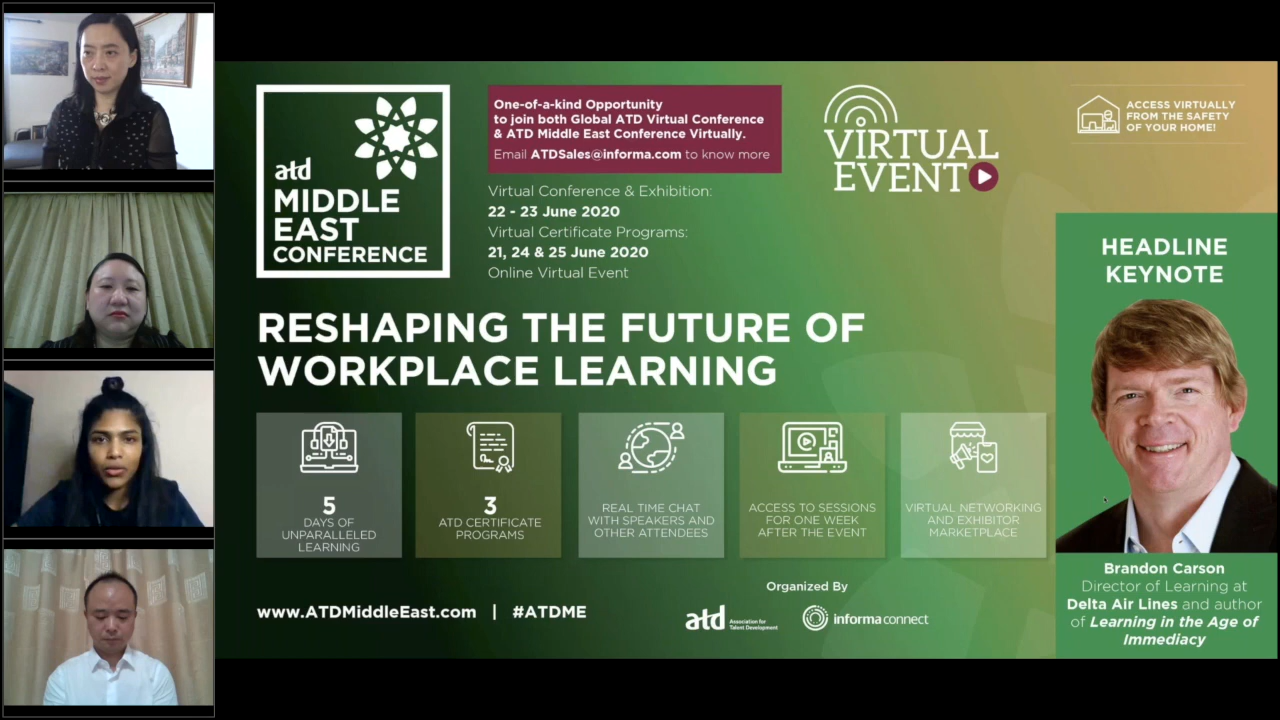 atd
MIDDLE
EAST
CONFERENCE
One-of-a-kind Opportunity
to join both Global ATD Virtual Conference
& ATD Middle East Conference Virtually.
Email ATDSales@informa.com to know more
Virtual Conference & Exhibition:
22 - 23 June 2020
Virtual Certificate Programs:
21, 24 & 25 June 2020
Online Virtual Event
VIRTUAL
EVENT
ACCESS VIRTUALLY
FROM THE SAFETY
OF YOUR HOME!
RESHAPING THE FUTURE OF
WORKPLACE LEARNING
5
DAYS OF
UNPARALLELED
LEARNING
3
ATD CERTIFICATE
PROGRAMS
REAL TIME CHAT
WITH SPEAKERS AND
OTHER ATTENDEES
ACCESS TO SESSIONS
FOR ONE WEEK
AFTER THE EVENT
VIRTUAL NETWORKING
AND EXHIBITOR
MARKETPLACE
HEADLINE
KEYNOTE
Brandon Carson
Director of Learning at
Delta Air Lines and author
of Learning in the Age of
Immediacy
www.ATDMiddleEast.com | #ATDME
Organized By
atd Association for
Talent Development
informa connect